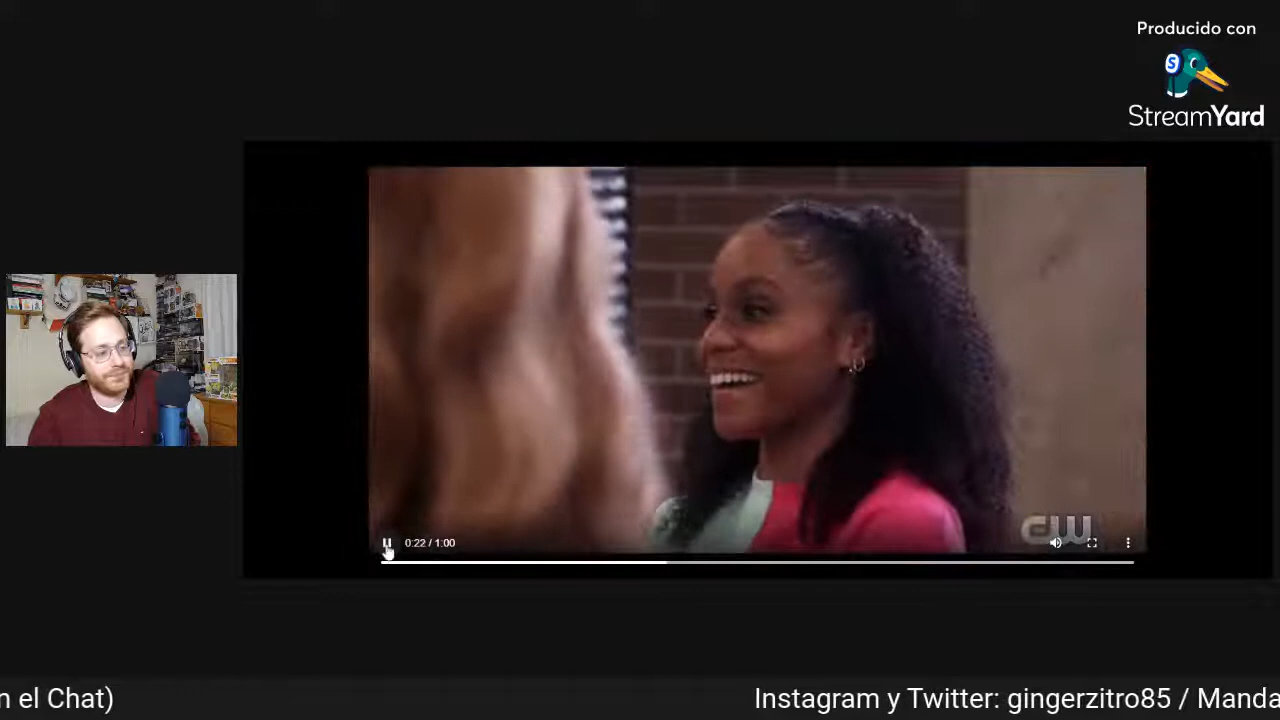 Producido con
S
StreamYard
CW
0:22 / 1:00
n el Chat)
Instagram y Twitter: gingerzitro85 / Manda